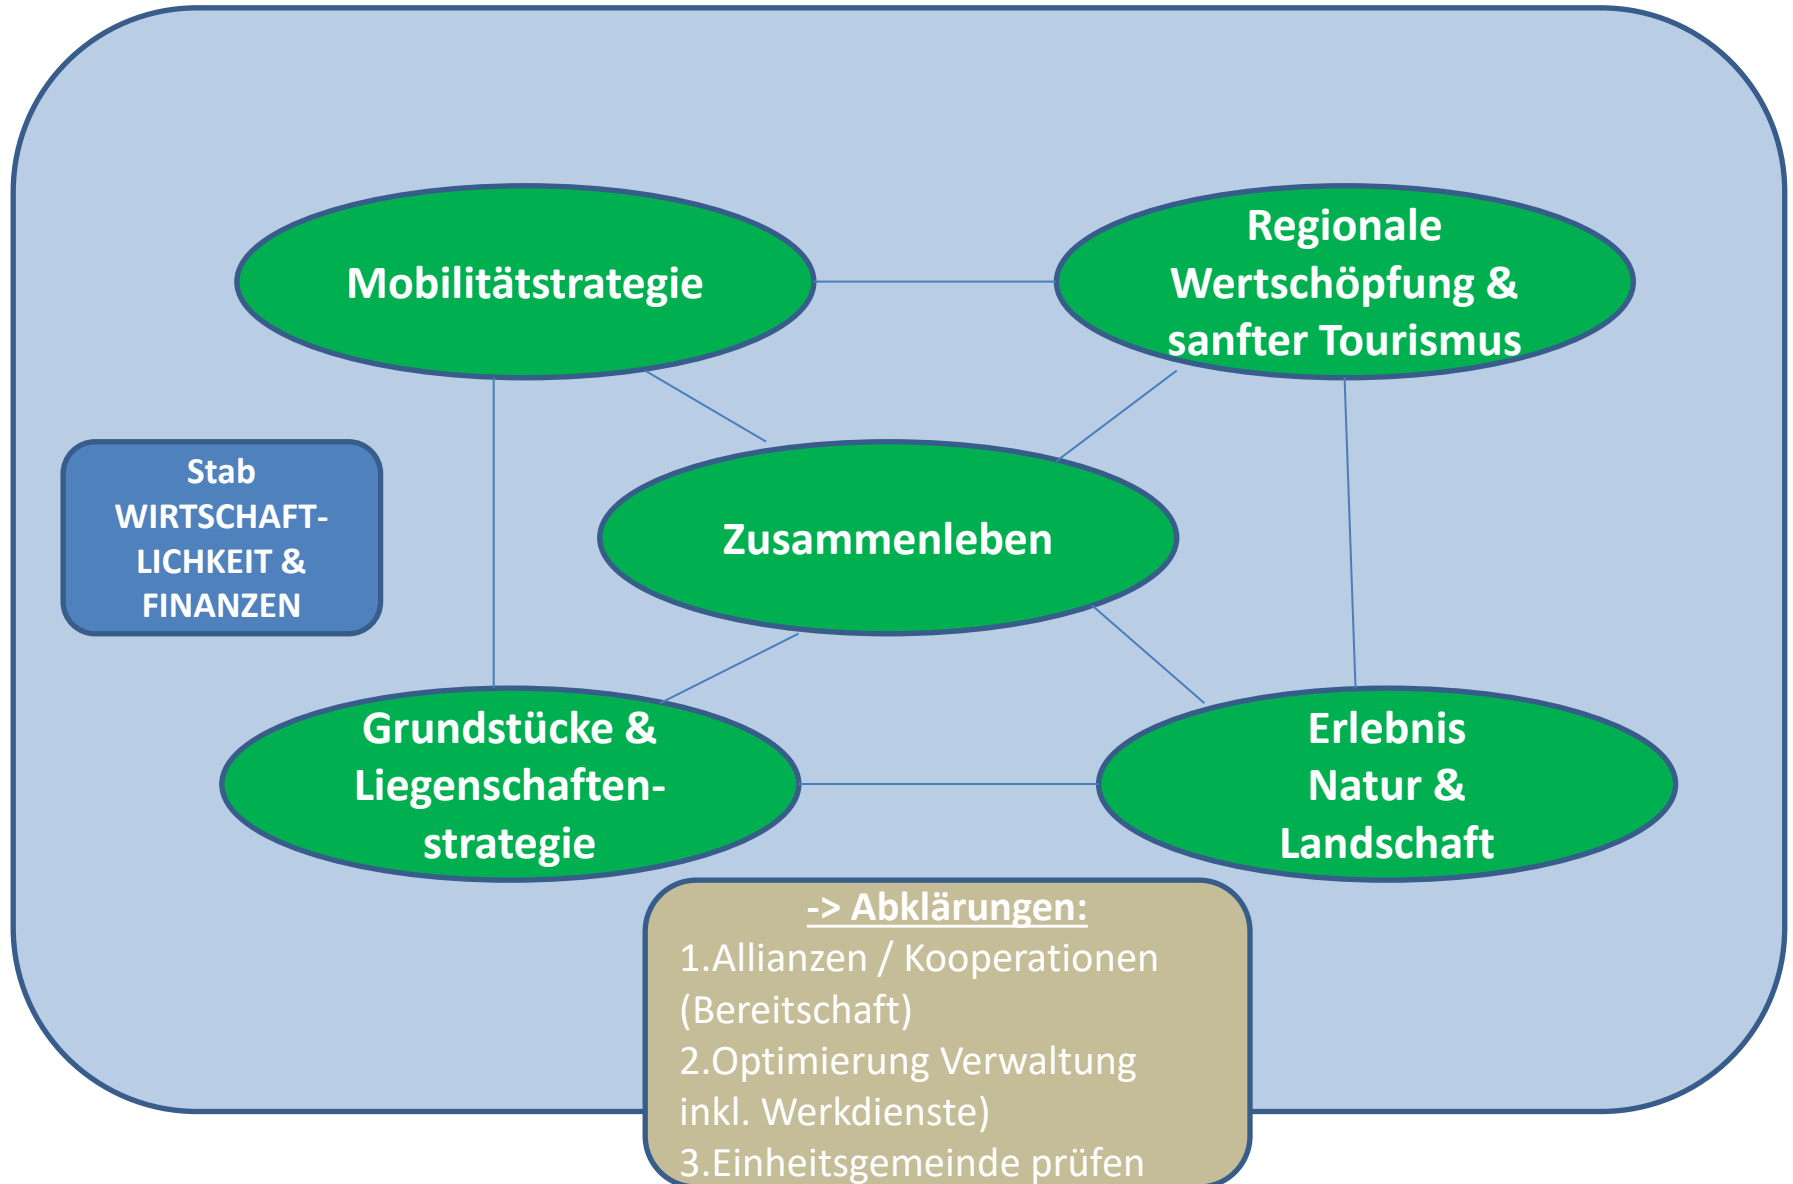 Mobilitätstrategie
Regionale
Wertschöpfung &
sanfter Tourismus
Stab
WIRTSCHAFT-
LICHKEIT &
FINANZEN
Zusammenleben
Grundstücke &
Liegenschaften-
strategie
Erlebnis
Natur &
Landschaft
-> Abklärungen:
1.Allianzen / Kooperationen
(Bereitschaft)
2.Optimierung Verwaltung
inkl. Werkdienste)
3.Einheitsgemeinde prüfen